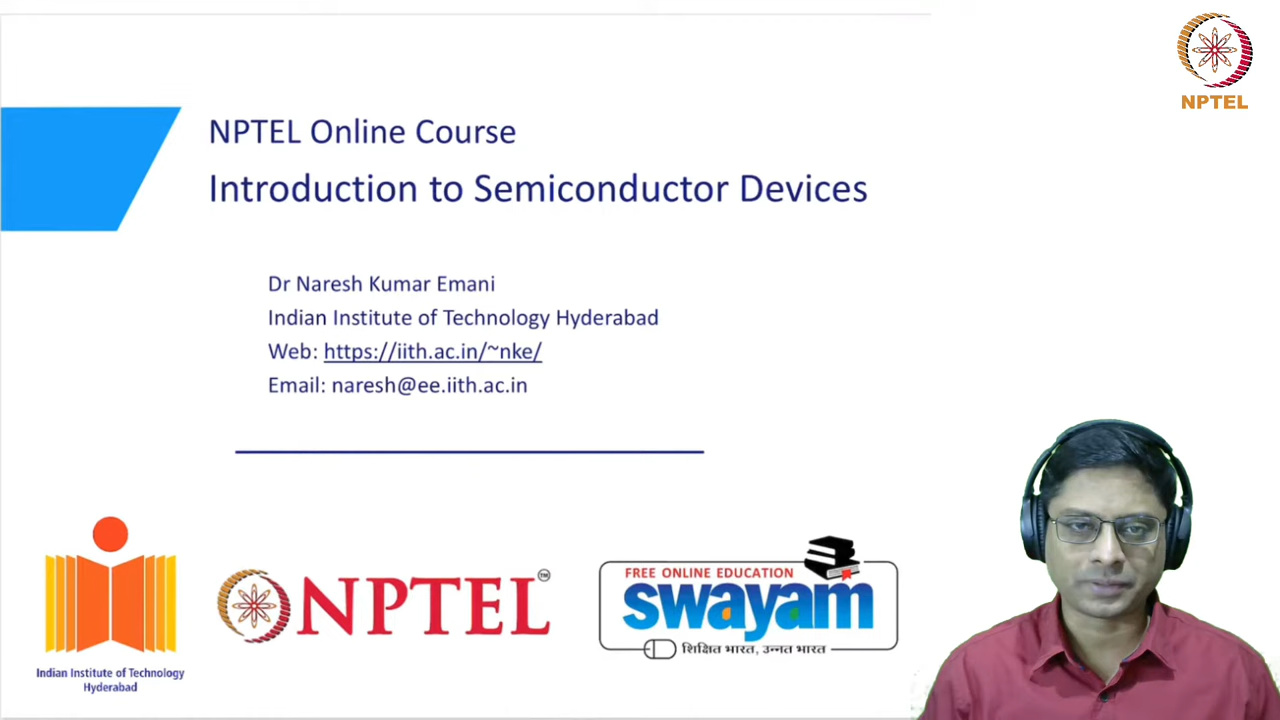 NPTEL
NPTEL Online Course
Introduction to Semiconductor Devices
Dr Naresh Kumar Emani
Indian Institute of Technology Hyderabad
Web: https://iith.ac.in/~nke/
Email: naresh@ee.iith.ac.in
Indian Institute of Technology
Hyderabad
NPTEL™
FREE ONLINE EDUCATION
swayam
शिक्षित भारत, उन्नत भारत